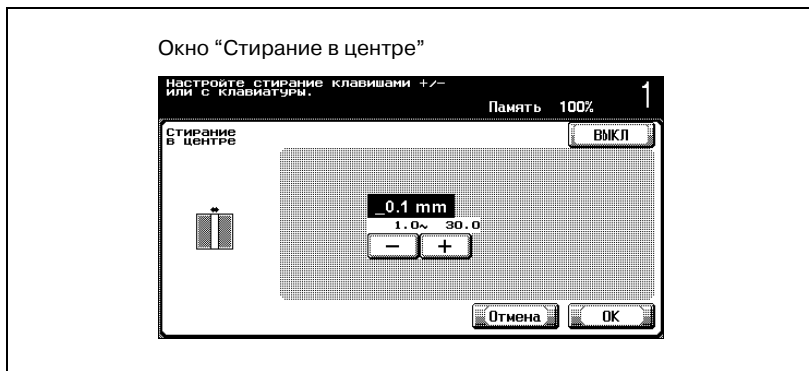 Окно “Стирание в центре”
Настройте стирание клавишами +/−
или с клавиатуры.
Память 100% 1
Стирание
в центре
ВЫКЛ
_0.1 mm
1.0~ 30.0
− +
Отмена OK